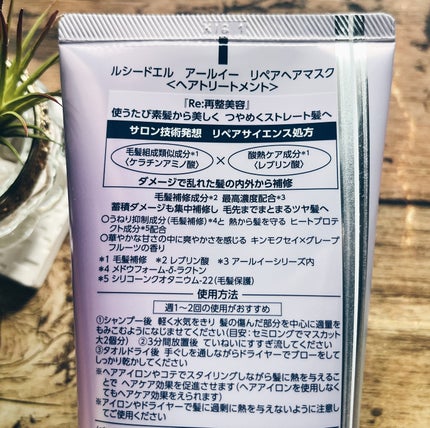 ルシードエル アールイー リペアヘアマスク
〈ヘアトリートメント〉
『Re:再整美容』
使うたび素髪から美しく つやめくストレート髪へ
サロン技術発想 リペアサイエンス処方
毛髪組成類似成分*1
〈ケラチンアミノ酸〉
×
酸熱ケア成分*1
〈レブリン酸〉
ダメージで乱れた髪の内外から補修
毛髪補修成分*2 最高濃度配合*3
蓄積ダメージも集中補修し 毛先までまとまるツヤ髪へ
○うねり抑制成分(毛髪補修)*4と 熱から髪を守る ヒートプロテ
クト成分*5配合
○華やかな甘さの中に爽やかさを感じる キンモクセイ×グレープ
フルーツの香り
*1 毛髪補修 *2 レブリン酸 *3 アールイーシリーズ内
*4 メドウフォーム-δ-ラクトン
*5 シリコーンクオタニウム-22(毛髪保護)
使用方法
週1～2回の使用がおすすめ
①シャンプー後 軽く水気をきり 髪の傷んだ部分を中心に適量を
もみこむようになじませてください(目安:セミロングでマスカット
大2個分) ②3分間放置後 ていねいにすすぎ流してください
③タオルドライ後 手ぐしを通しながらドライヤーでブローをして
しっかり乾かしてください
※ヘアアイロンやコテでスタイリングしながら髪に熱を与えるこ
とで ヘアケア効果を促進させます(ヘアアイロンを使用しなく
てもヘアケア効果をえられます)
※アイロンやドライヤーで髪に過剰に熱を与えないように注意し
てご使用ください